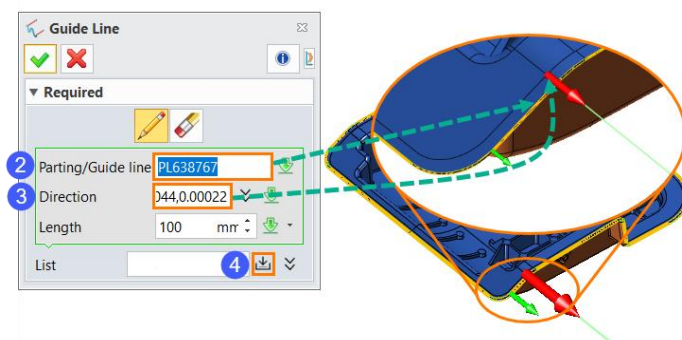 Guide Line
Required
2 Parting/Guide line PL638767
3 Direction 044,0.00022
Length 100 mm
List 4